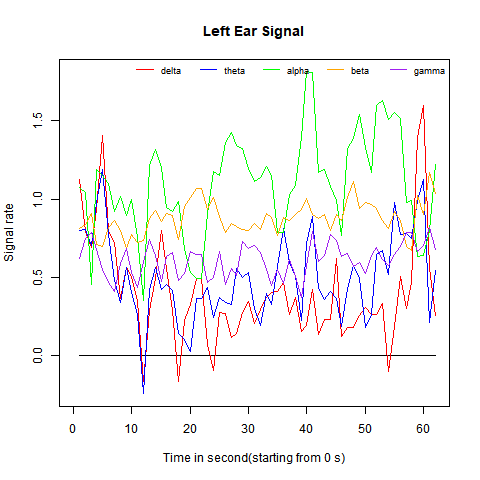 Left Ear Signal
delta theta alpha beta gamma
Signal rate
0.0 0.5 1.0 1.5
0 10 20 30 40 50 60
Time in second(starting from 0 s)